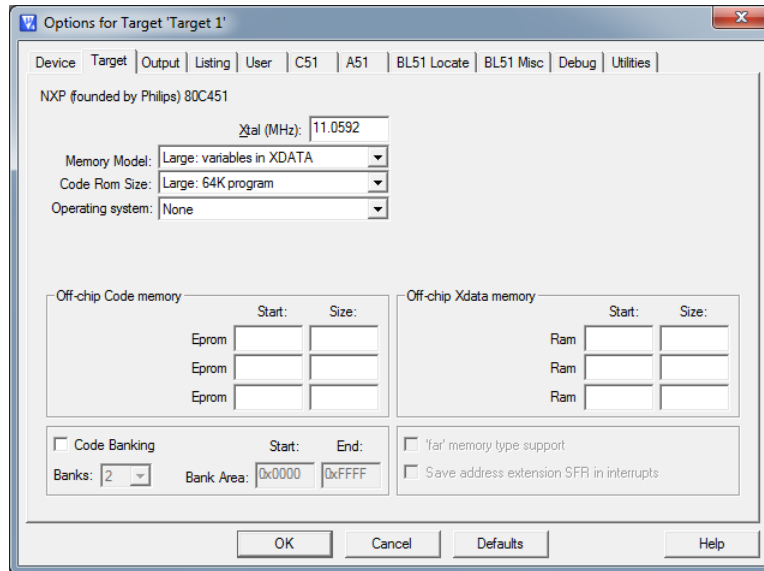 Options for Target 'Target 1'
Device Target Output Listing User C51 A51 BL51 Locate BL51 Misc Debug Utilities
NXP (founded by Philips) 80C451
Xtal (MHz): 11.0592
Memory Model: Large: variables in XDATA
Code Rom Size: Large: 64K program
Operating system: None
Off-chip Code memory
Start: Size:
Eprom
Eprom
Eprom
Off-chip Xdata memory
Start: Size:
Ram
Ram
Ram
Code Banking Start: End:
Banks: 2 Bank Area: 0x0000 0xFFFF
'far' memory type support
Save address extension SFR in interrupts
OK Cancel Defaults Help